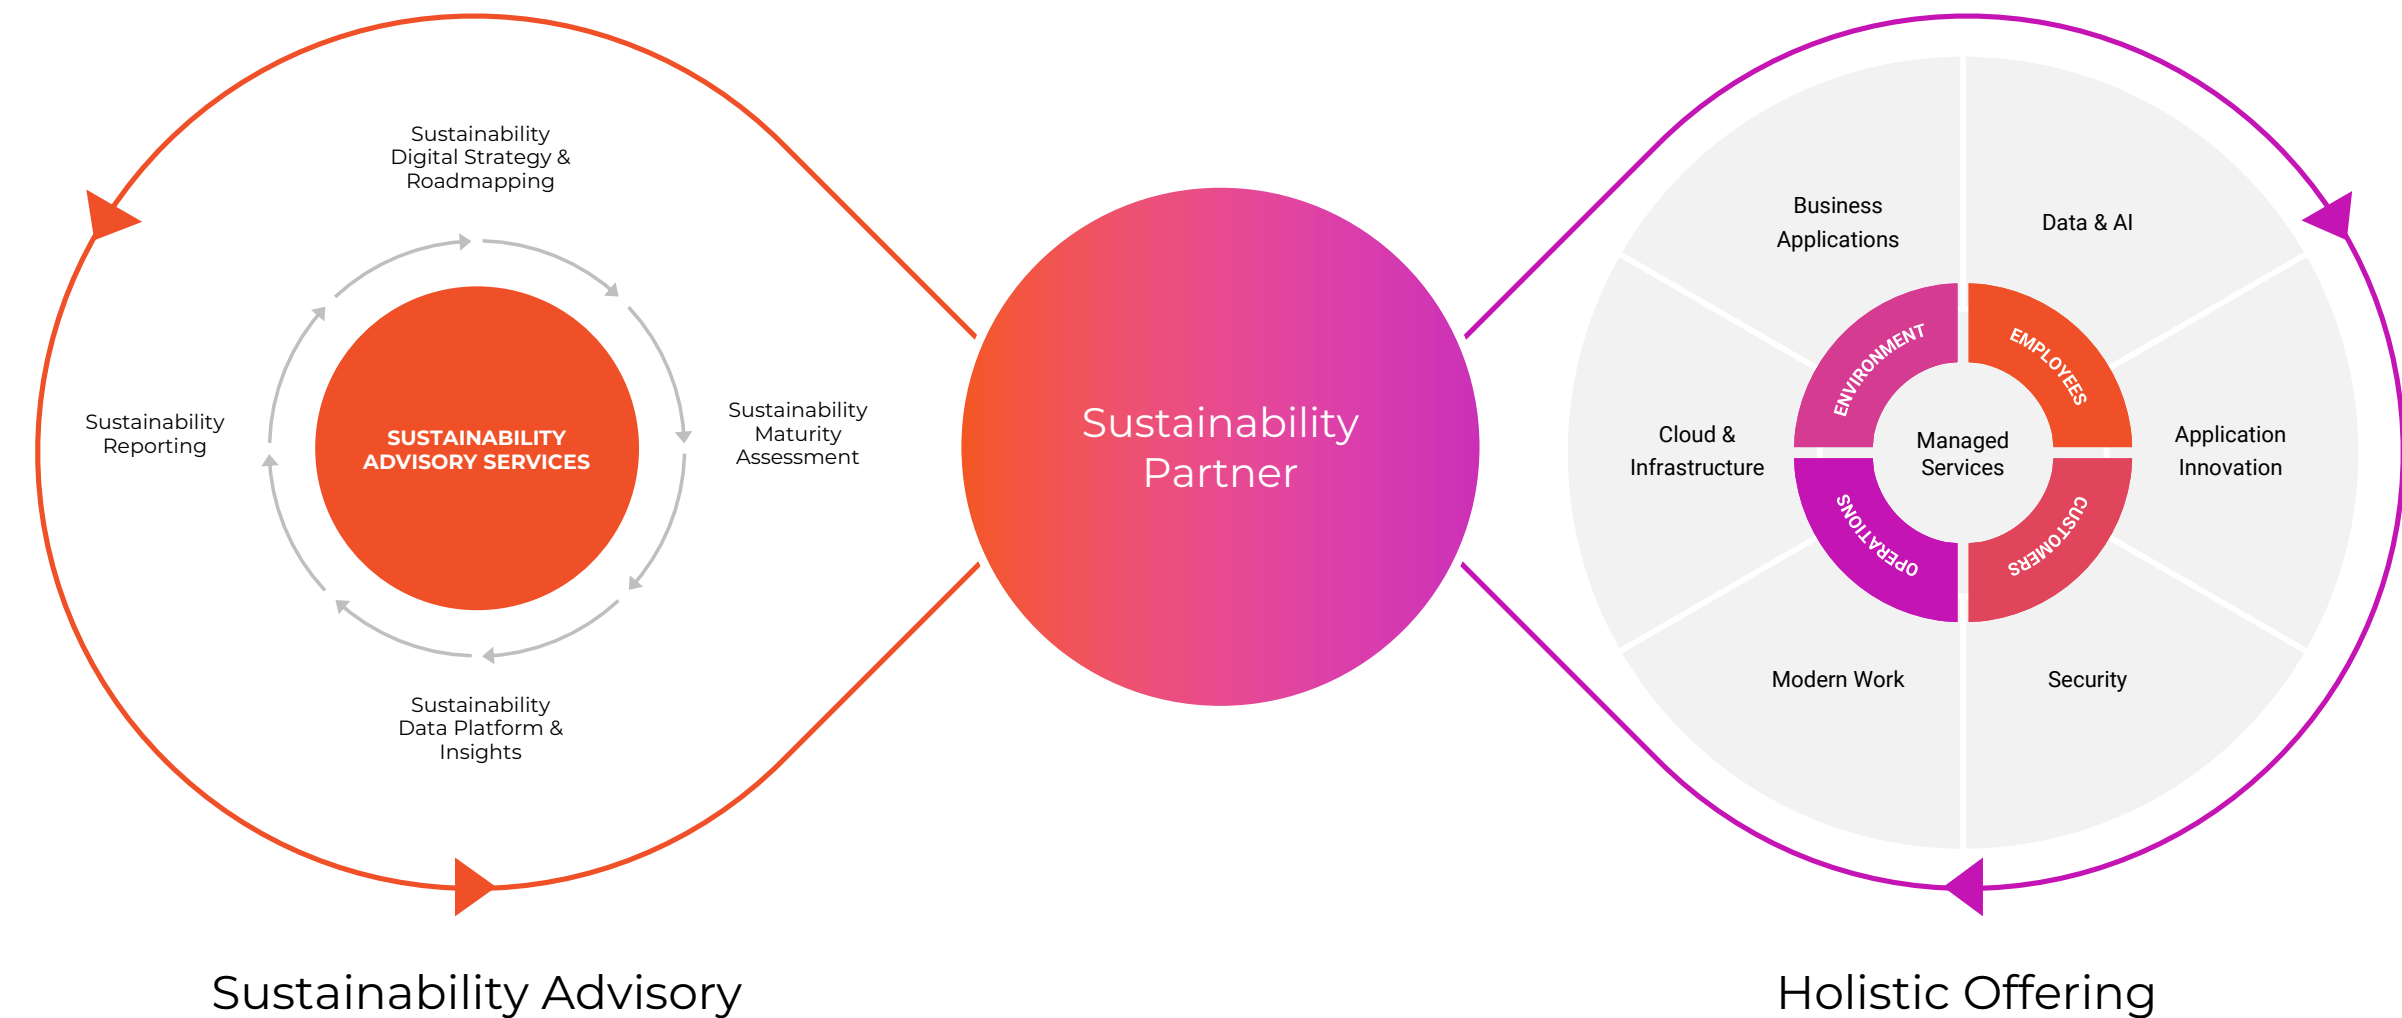 Sustainability
Digital Strategy &
Roadmapping
Sustainability
Reporting
SUSTAINABILITY
ADVISORY SERVICES
Sustainability
Maturity
Assessment
Sustainability
Data Platform &
Insights
Sustainability Advisory
Sustainability
Partner
Business
Applications
Data & AI
Cloud &
Infrastructure
ENVIRONMENT
EMPLOYEES
Managed
Services
OPERATIONS
CUSTOMERS
Application
Innovation
Modern Work
Security
Holistic Offering